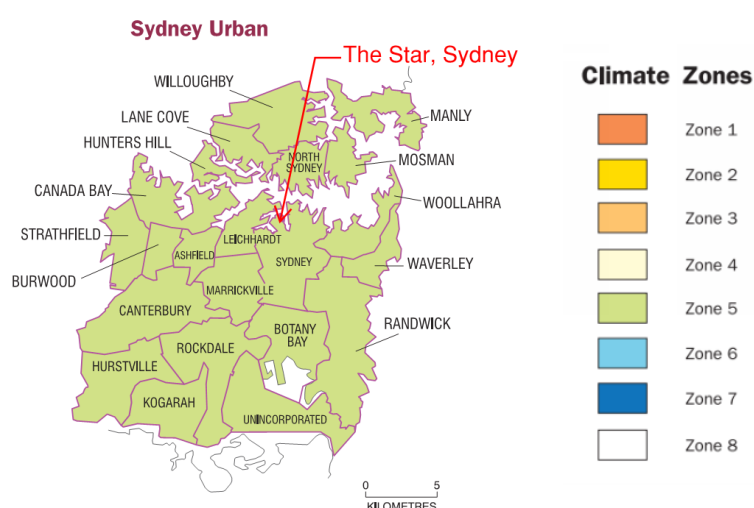 Sydney Urban
The Star, Sydney
WILLOUGHBY
LANE COVE
MANLY
HUNTERS HILL
NORTH
SYDNEY
MOSMAN
CANADA BAY
WOOLLAHRA
STRATHFIELD
LEICHHARDT
ASHFIELD
SYDNEY
WAVERLEY
BURWOOD
MARRICKVILLE
CANTERBURY
BOTANY
BAY
RANDWICK
ROCKDALE
HURSTVILLE
KOGARAH
UNINCORPORATED
0 5
KILOMETRES
Climate Zones
Zone 1
Zone 2
Zone 3
Zone 4
Zone 5
Zone 6
Zone 7
Zone 8